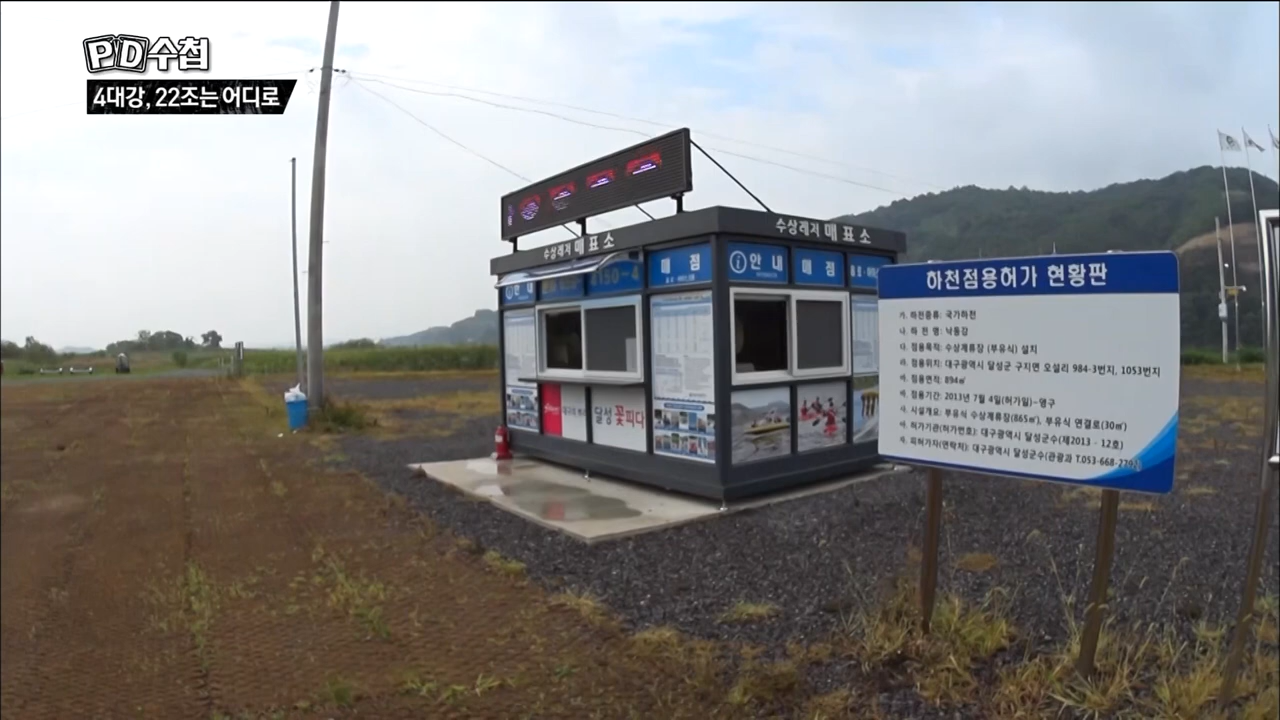 PD수첩
4대강, 22조는 어디로
수상레저 매표소
수상레저 매표소
안내
매점
안내
매점
달성 꽃피다
하천점용허가 현황판
가. 하천종류: 국가하천
나. 하 천 명: 낙동강
다. 점용목적: 수상계류장 (부유식) 설치
라. 점용위치: 대구광역시 달성군 구지면 오설리 984-3번지, 1053번지
마. 점용면적: 894㎡
바. 점용기간: 2013년 7월 4일(허가일)~영구
사. 시설개요: 부유식 수상계류장(865㎡), 부유식 연결로(30㎡)
아. 허가기관(허가번호): 대구광역시 달성군수(제2013 - 12호)
자. 피허가자(연락처): 대구광역시 달성군수(관광과 T.053-668-2792